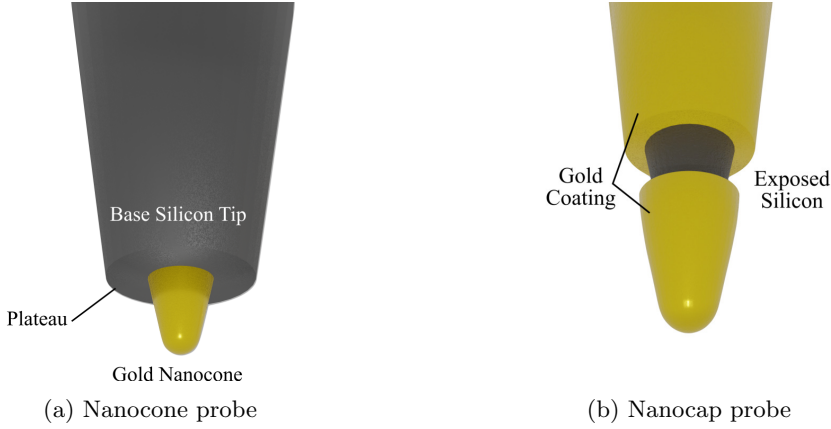 Base Silicon Tip
Plateau
Gold Nanocone
(a) Nanocone probe
Gold
Coating
Exposed
Silicon
(b) Nanocap probe